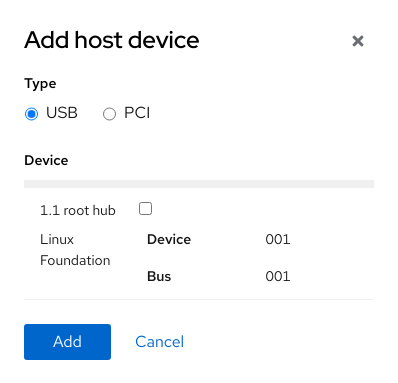 Add host device
Type
USB PCI
Device
1.1 root hub
Linux Foundation Device 001
Bus 001
Add Cancel